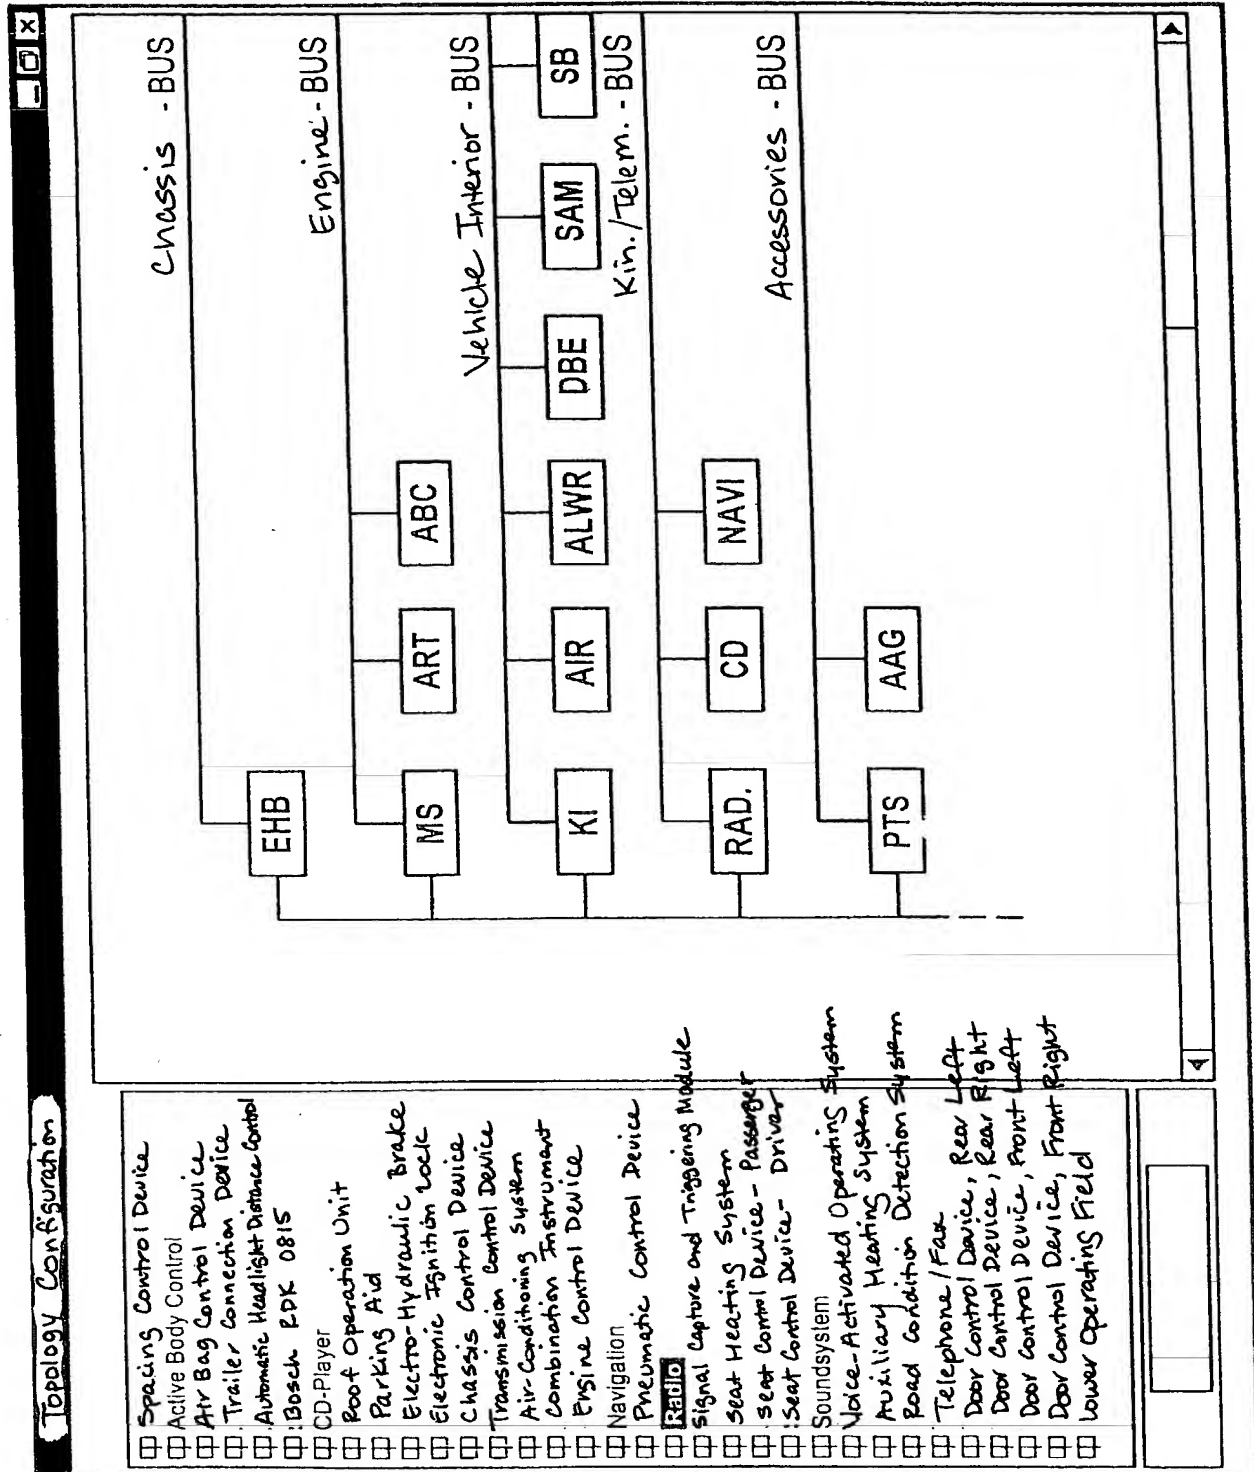 Topology Configuration
Spacing Control Device
Active Body Control
Air Bag Control Device
Trailer Connection Device
Automatic Headlight Distance Control
Bosch RDK 0815
CD-Player
Roof Operation Unit
Parking Aid
Electro-Hydraulic Brake
Electronic Ignition Lock
Chassis Control Device
Transmission Control Device
Air-Conditioning System
Combination Instrument
Engine Control Device
Navigation
Pneumatic Control Device
Radio
Signal Capture and Triggering Module
Seat Heating System
Seat Control Device - Passenger
Seat Control Device - Driver
Soundsystem
Voice-Activated Operating System
Auxiliary Heating System
Road Condition Detection System
Telephone/Fax
Door Control Device, Rear Left
Door Control Device, Rear Right
Door Control Device, Front Left
Door Control Device, Front Right
Lower Operating Field
Chassis - BUS
EHB
Engine - BUS
MS ART ABC
Vehicle Interior - BUS
KI AIR ALWR DBE SAM SB
Kin./Telem. - BUS
RAD. CD NAVI
Accessories - BUS
PTS AAG